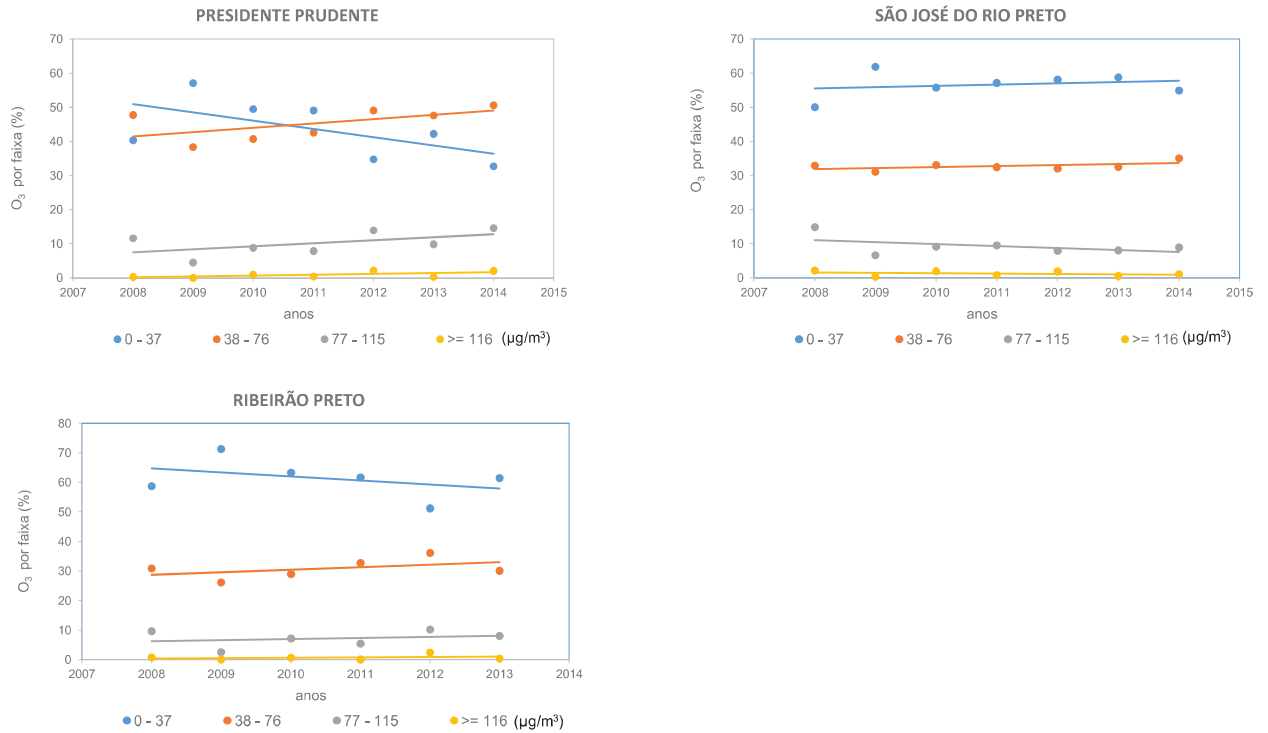 PRESIDENTE PRUDENTE
70
60
50
40
30
20
10
0
O3 por faixa (%)
2007 2008 2009 2010 2011 2012 2013 2014 2015
anos
0 - 37 38 - 76 77 - 115 >= 116 (µg/m³)
SÃO JOSÉ DO RIO PRETO
70
60
50
40
30
20
10
0
O3 por faixa (%)
2007 2008 2009 2010 2011 2012 2013 2014 2015
anos
0 - 37 38 - 76 77 - 115 >= 116 (µg/m³)
RIBEIRÃO PRETO
80
70
60
50
40
30
20
10
0
O3 por faixa (%)
2007 2008 2009 2010 2011 2012 2013 2014
anos
0 - 37 38 - 76 77 - 115 >= 116 (µg/m³)